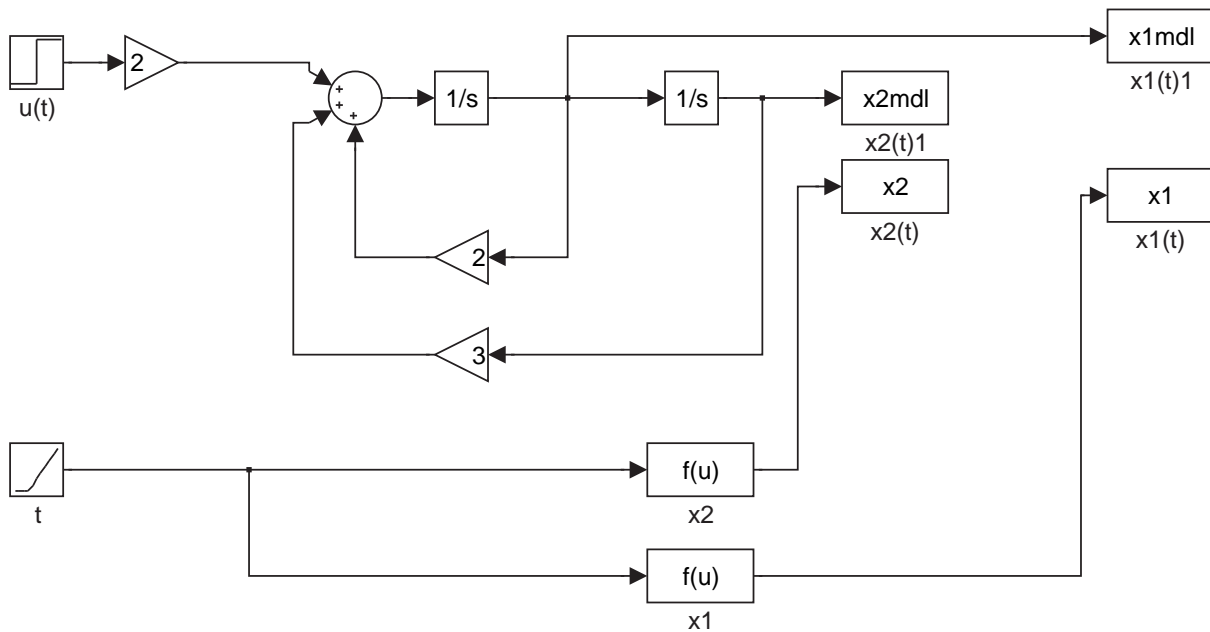 x1mdl
x1(t)1
2
u(t)
+
+
+
1/s
1/s
x2mdl
x2(t)1
x2
x2(t)
x1
x1(t)
2
3
t
f(u)
x2
f(u)
x1